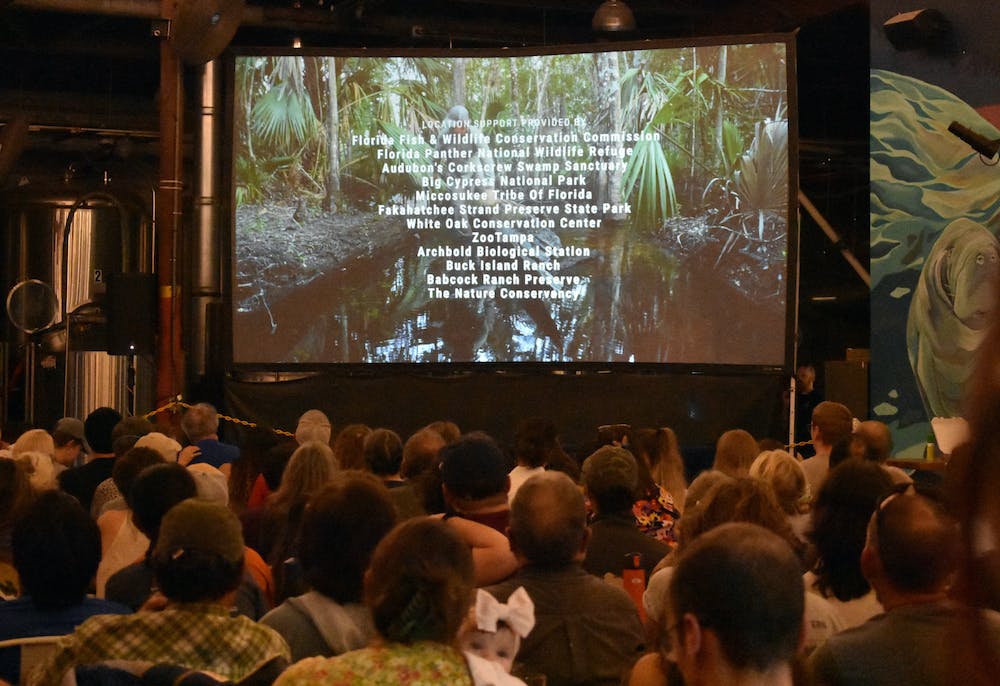 LOCATION SUPPORT PROVIDED BY
Florida Fish & Wildlife Conservation Commission
Florida Panther National Wildlife Refuge
Audubon's Corkscrew Swamp Sanctuary
Big Cypress National Park
Miccosukee Tribe Of Florida
Fakahatchee Strand Preserve State Park
White Oak Conservation Center
ZooTampa
Archbold Biological Station
Buck Island Ranch
Babcock Ranch Preserve
The Nature Conservency
2